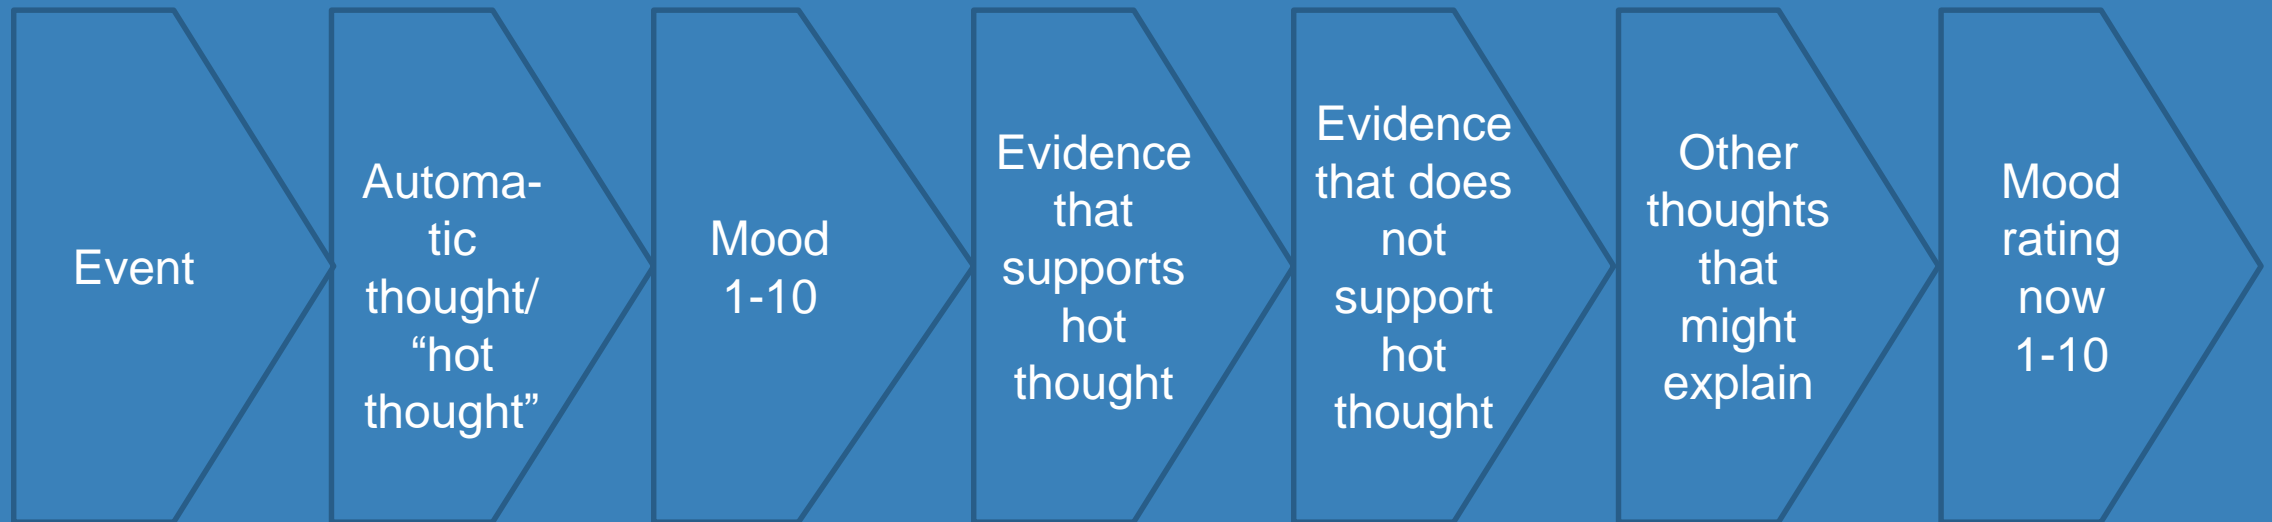 Event
Automa-
tic
thought/
“hot
thought”
Mood
1-10
Evidence
that
supports
hot
thought
Evidence
that does
not
support
hot
thought
Other
thoughts
that
might
explain
Mood
rating
now
1-10